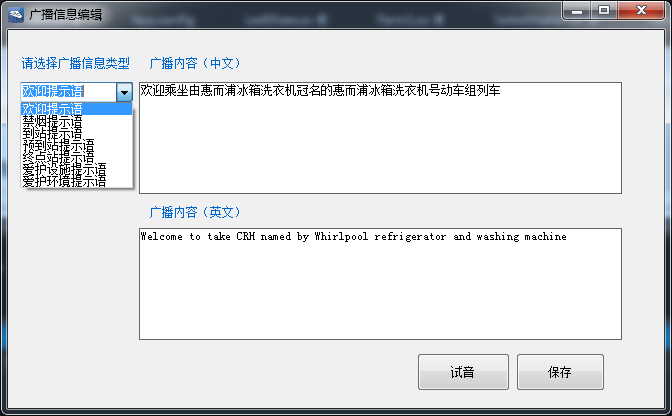 广播信息编辑
请选择广播信息类型
广播内容（中文）
欢迎提示语
欢迎提示语
禁烟提示语
到站提示语
预到站提示语
终点站提示语
爱护设施提示语
爱护环境提示语
欢迎乘坐由惠而浦冰箱洗衣机冠名的惠而浦冰箱洗衣机号动车组列车
广播内容（英文）
Welcome to take CRH named by Whirlpool refrigerator and washing machine
试音
保存